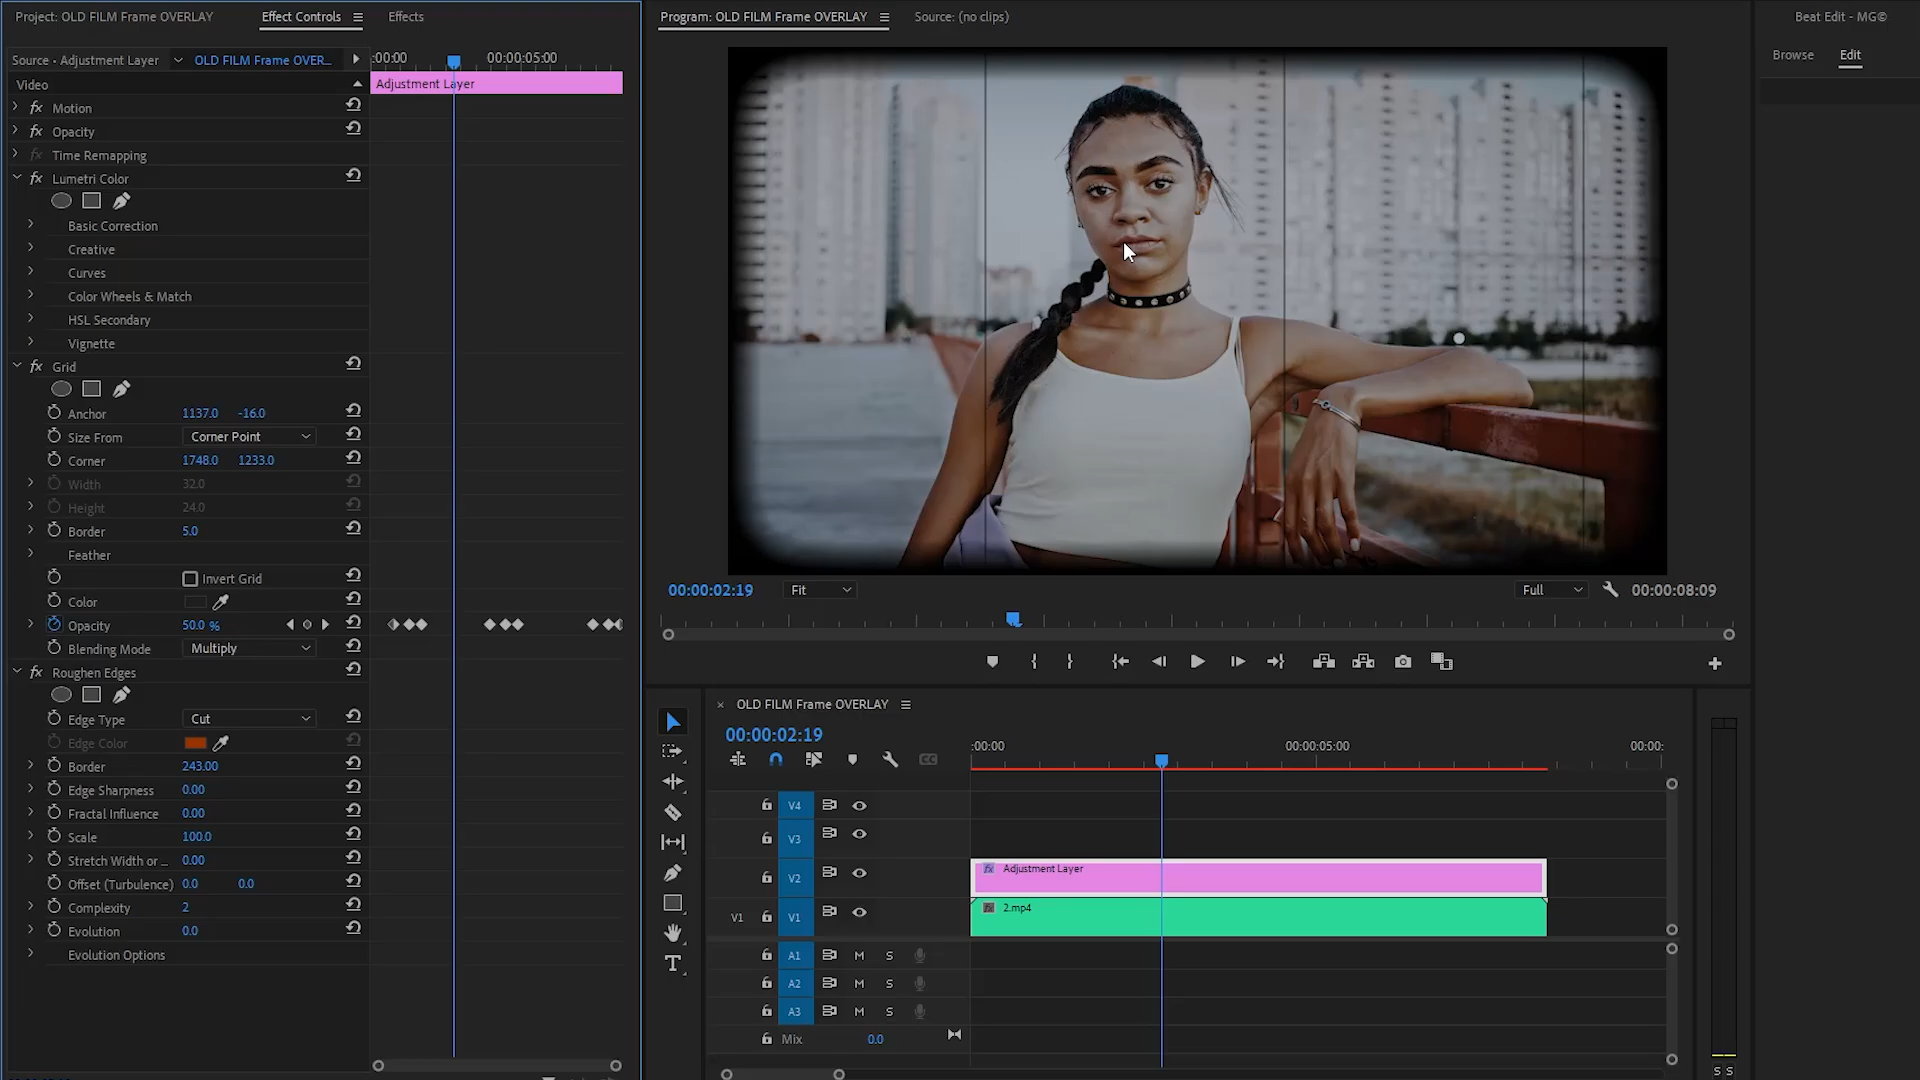 Project: OLD FILM Frame OVERLAY
Effect Controls
Effects
Source • Adjustment Layer
OLD FILM Frame OVER...
:00:00
00:00:05:00
Video
Adjustment Layer
fx Motion
fx Opacity
fx Time Remapping
fx Lumetri Color
Basic Correction
Creative
Curves
Color Wheels & Match
HSL Secondary
Vignette
fx Grid
Anchor 1137.0 -16.0
Size From Corner Point
Corner 1748.0 1233.0
Width 32.0
Height 24.0
Border 5.0
Feather
Invert Grid
Color
Opacity 50.0 %
Blending Mode Multiply
fx Roughen Edges
Edge Type Cut
Edge Color
Border 243.00
Edge Sharpness 0.00
Fractal Influence 0.00
Scale 100.0
Stretch Width or ... 0.00
Offset (Turbulence) 0.0 0.0
Complexity 2
Evolution 0.0
Evolution Options
Program: OLD FILM Frame OVERLAY
Source: (no clips)
00:00:02:19
Fit
Full
00:00:08:09
× OLD FILM Frame OVERLAY
00:00:02:19
:00:00
00:00:05:00
00:00:
V4
V3
V2
fx Adjustment Layer
V1 V1
fx 2.mp4
A1 M S
A2 M S
A3 M S
Mix 0.0
S S
Beat Edit - MG©
Browse
Edit